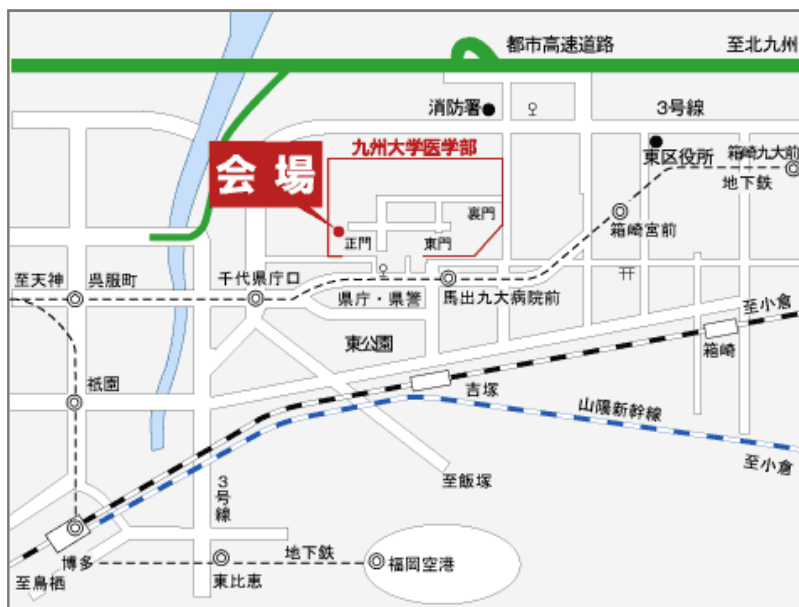 都市高速道路
至北九州
消防署
3号線
九州大学医学部
東区役所
箱崎九大前
会場
地下鉄
裏門
箱崎宮前
正門
東門
至天神
呉服町
千代県庁口
県庁・県警
馬出九大病院前
至小倉
東公園
箱崎
祇園
吉塚
山陽新幹線
至小倉
至飯塚
3号線
博多
地下鉄
福岡空港
至鳥栖
東比恵